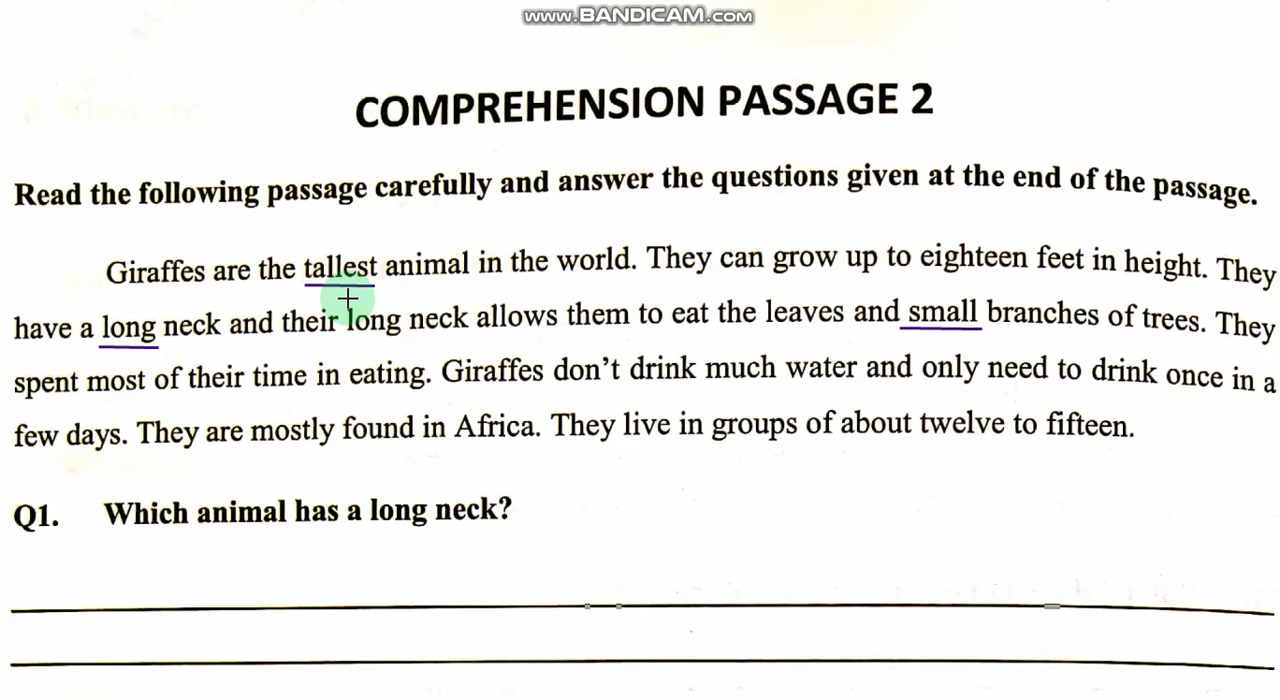 www.BANDICAM.com
COMPREHENSION PASSAGE 2
Read the following passage carefully and answer the questions given at the end of the passage.
Giraffes are the tallest animal in the world. They can grow up to eighteen feet in height. They
have a long neck and their long neck allows them to eat the leaves and small branches of trees. They
spent most of their time in eating. Giraffes don't drink much water and only need to drink once in a
few days. They are mostly found in Africa. They live in groups of about twelve to fifteen.
Q1. Which animal has a long neck?